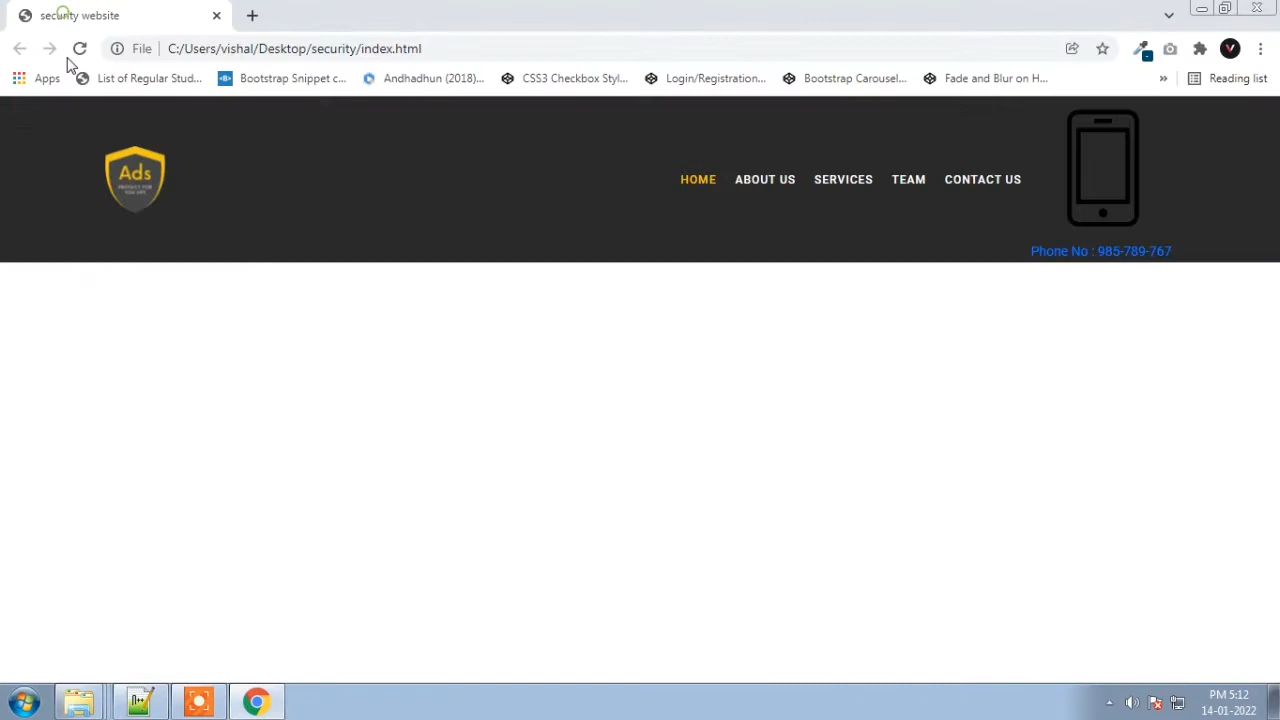 security website
File C:/Users/vishal/Desktop/security/index.html
Apps List of Regular Stud... Bootstrap Snippet c... Andhadhun (2018)... CSS3 Checkbox Styl... Login/Registration... Bootstrap Carousel... Fade and Blur on H... » Reading list
Ads
HOME ABOUT US SERVICES TEAM CONTACT US
Phone No : 985-789-767
PM 5:12
14-01-2022